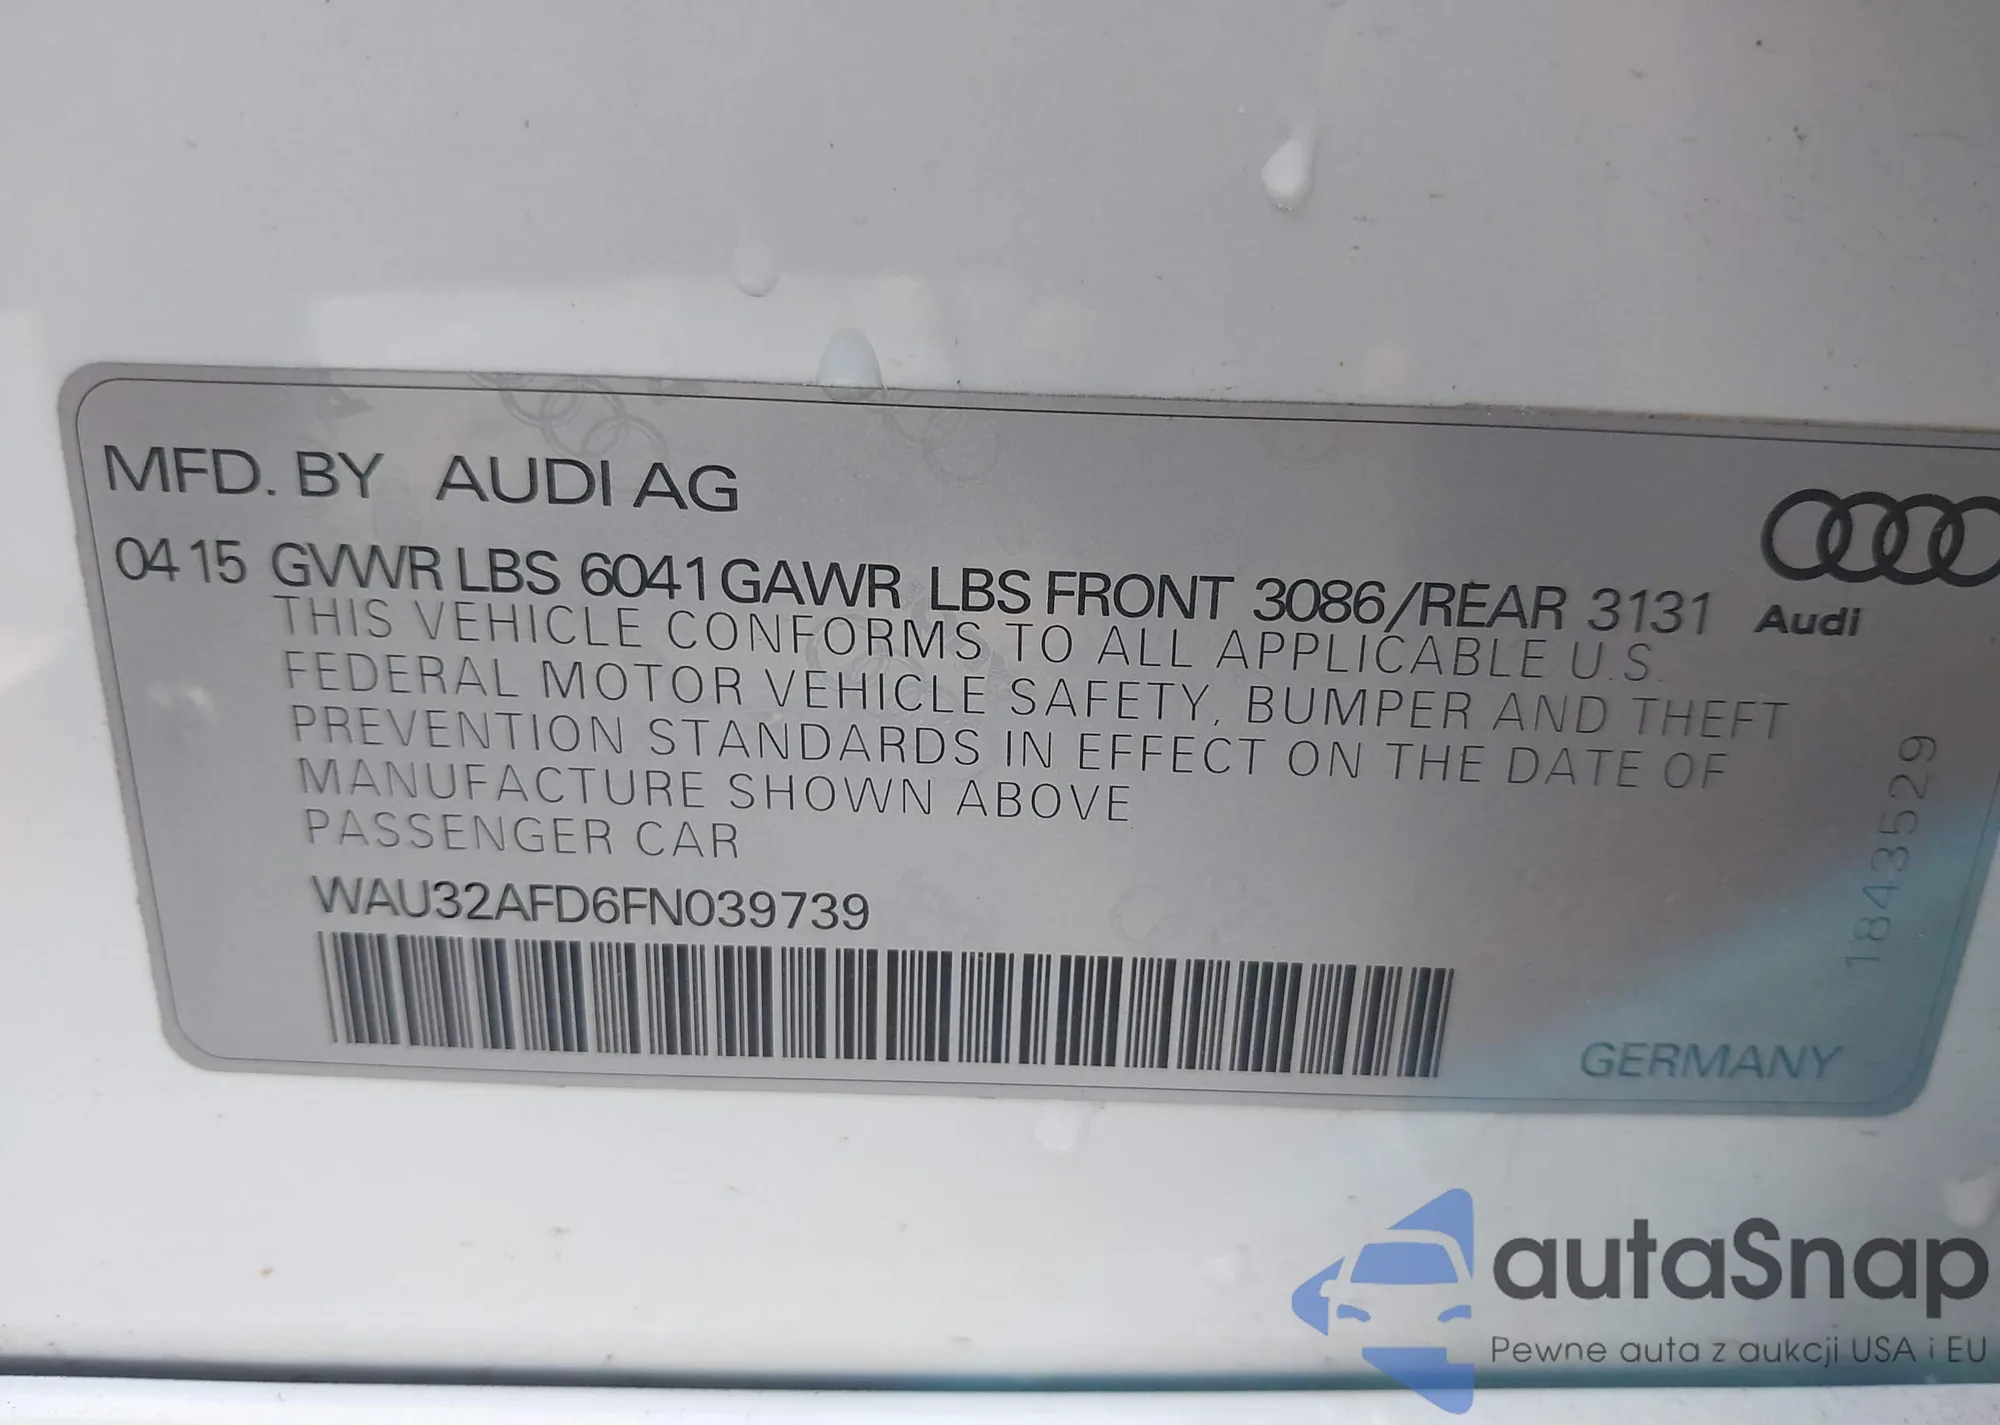 MFD. BY AUDI AG
04 15 GVWR LBS 6041 GAWR LBS FRONT 3086/REAR 3131
Audi
THIS VEHICLE CONFORMS TO ALL APPLICABLE U.S.
FEDERAL MOTOR VEHICLE SAFETY, BUMPER AND THEFT
PREVENTION STANDARDS IN EFFECT ON THE DATE OF
MANUFACTURE SHOWN ABOVE
PASSENGER CAR
WAU32AFD6FN039739
1843529
GERMANY
autaSnap
Pewne auta z aukcji USA i EU